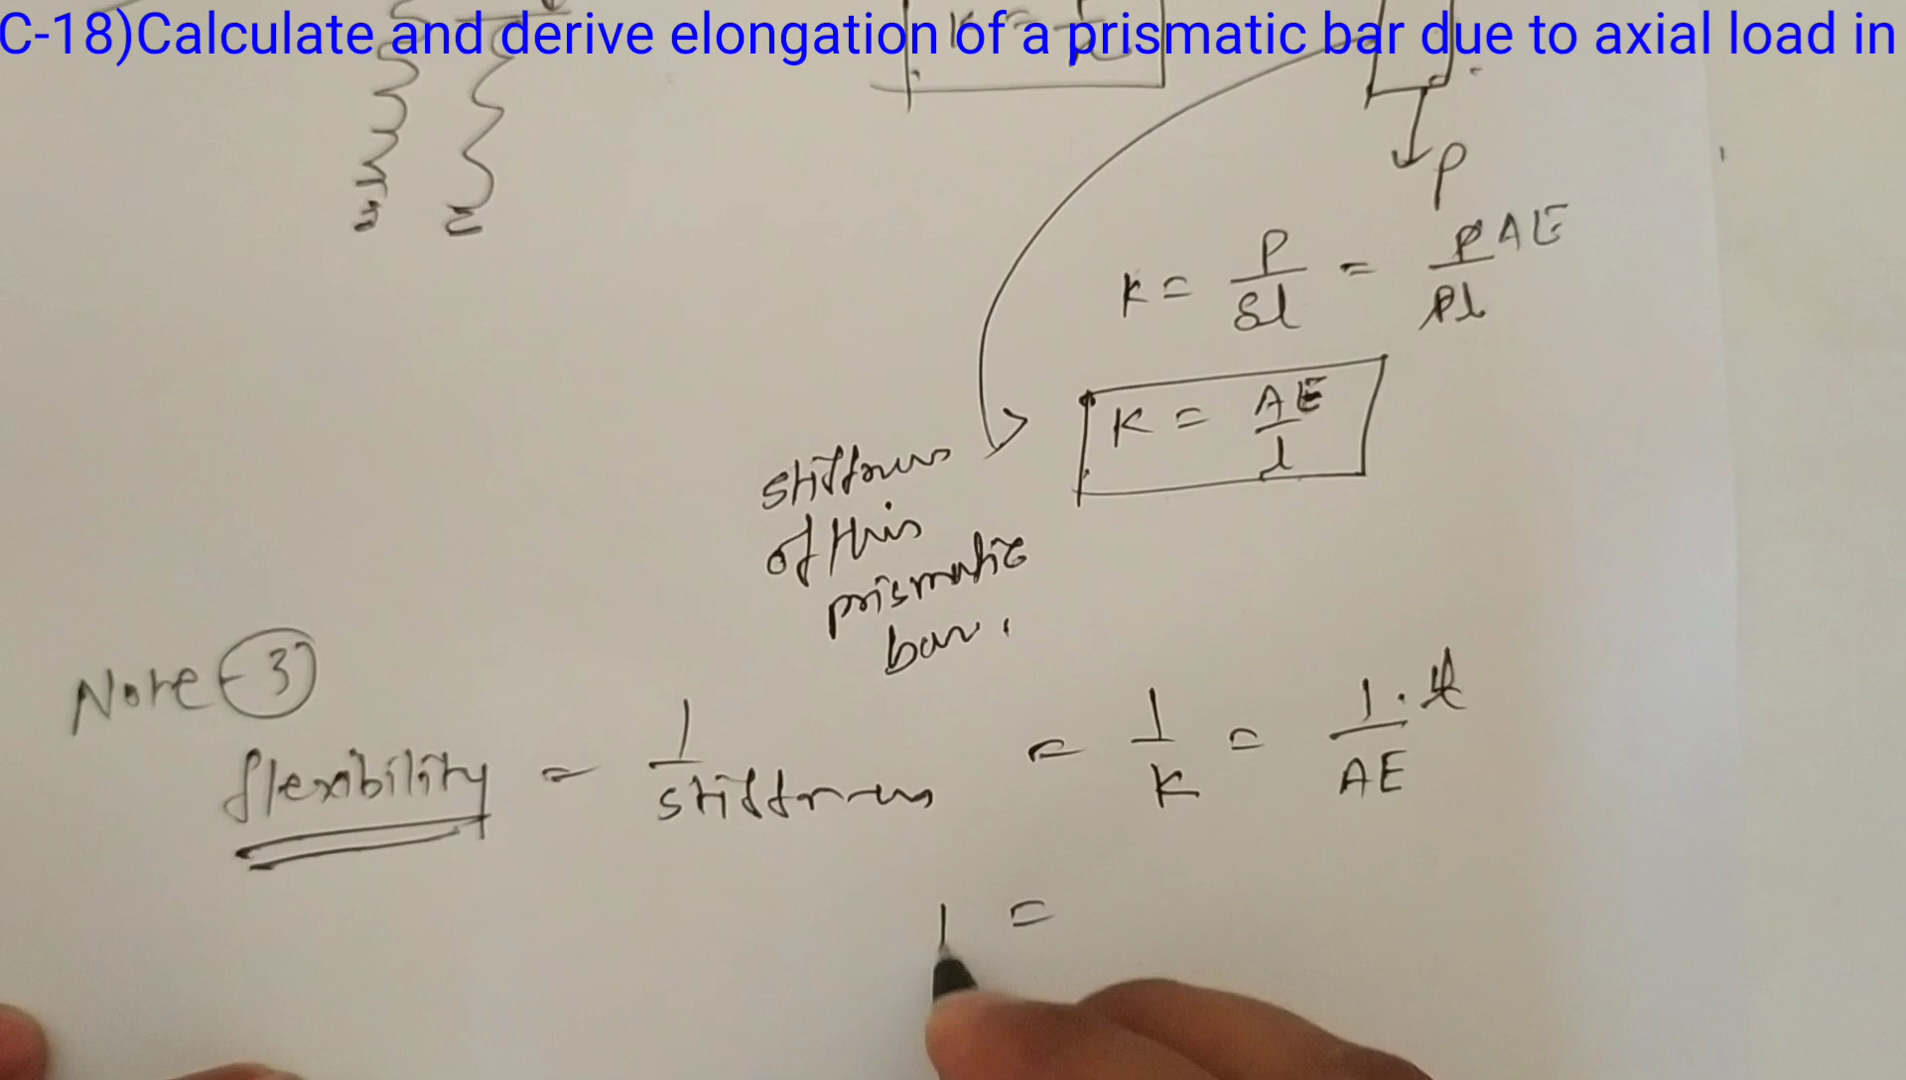 C-18)Calculate and derive elongation of a prismatic bar due to axial load in
P
K = P/δl = PAE/Pl
K = AE/l
stiffness
of this
prismatic
bar.
Note-3
flexibility = 1/stiffness = 1/K = 1·l/AE
=